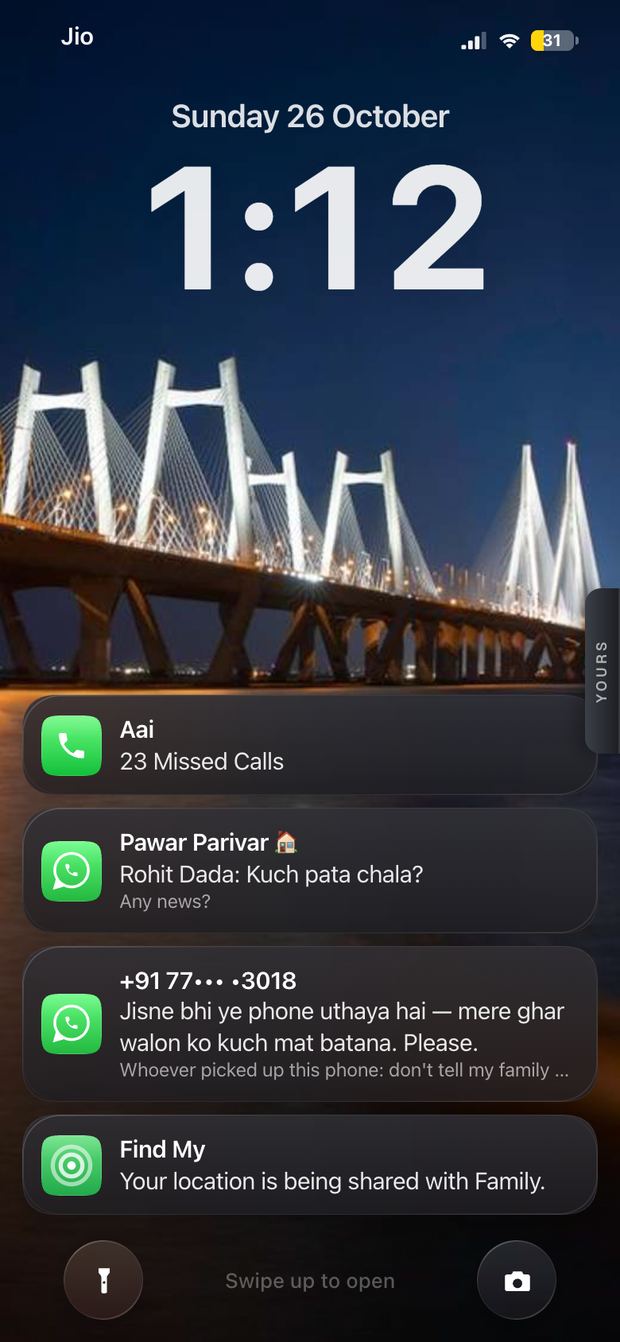 Jio
31
Sunday 26 October
1:12
YOURS
Aai
23 Missed Calls
Pawar Parivar 🏠
Rohit Dada: Kuch pata chala?
Any news?
+91 77••• •3018
Jisne bhi ye phone uthaya hai — mere ghar
walon ko kuch mat batana. Please.
Whoever picked up this phone: don't tell my family ...
Find My
Your location is being shared with Family.
Swipe up to open